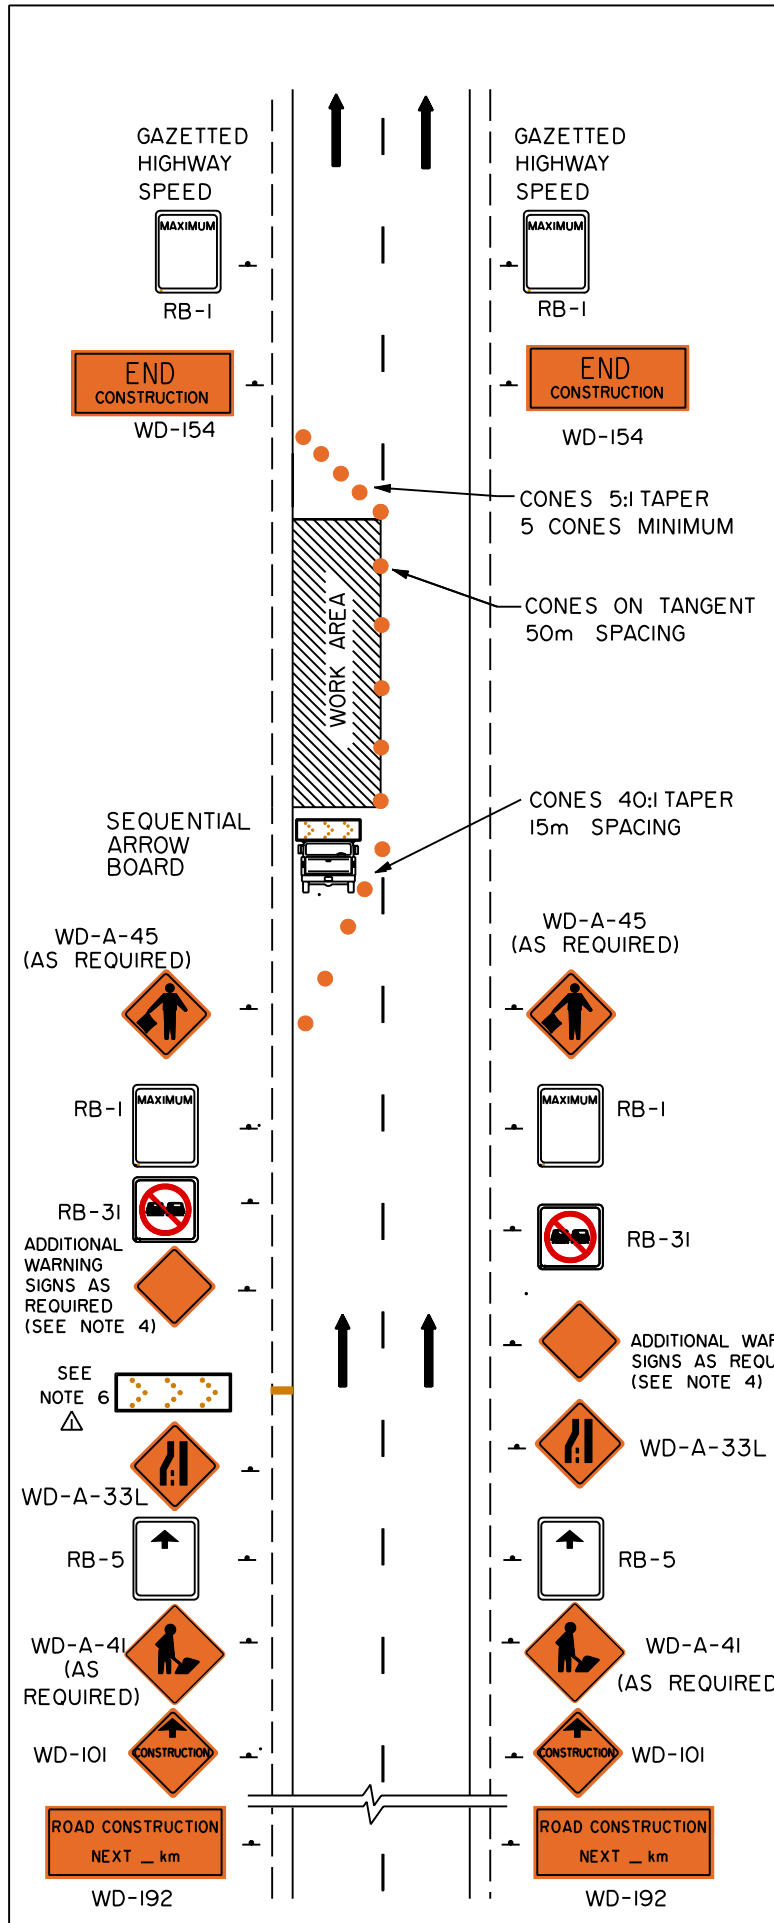 GAZETTED
HIGHWAY
SPEED
MAXIMUM
RB-1
GAZETTED
HIGHWAY
SPEED
MAXIMUM
RB-1
END
CONSTRUCTION
WD-154
END
CONSTRUCTION
WD-154
CONES 5:1 TAPER
5 CONES MINIMUM
CONES ON TANGENT
50m SPACING
WORK AREA
CONES 40:1 TAPER
15m SPACING
SEQUENTIAL
ARROW
BOARD
WD-A-45
(AS REQUIRED)
WD-A-45
(AS REQUIRED)
RB-1
MAXIMUM
MAXIMUM
RB-1
RB-31
RB-31
ADDITIONAL
WARNING
SIGNS AS
REQUIRED
(SEE NOTE 4)
ADDITIONAL
SIGNS AS
(SEE NOTE 4)
SEE
NOTE 6
1
WD-A-33L
WD-A-33L
RB-5
RB-5
WD-A-41
(AS
REQUIRED)
WD-A-41
(AS REQUIRED)
WD-101
CONSTRUCTION
CONSTRUCTION
WD-101
ROAD CONSTRUCTION
NEXT _ km
WD-192
ROAD CONSTRUCTION
NEXT _ km
WD-192